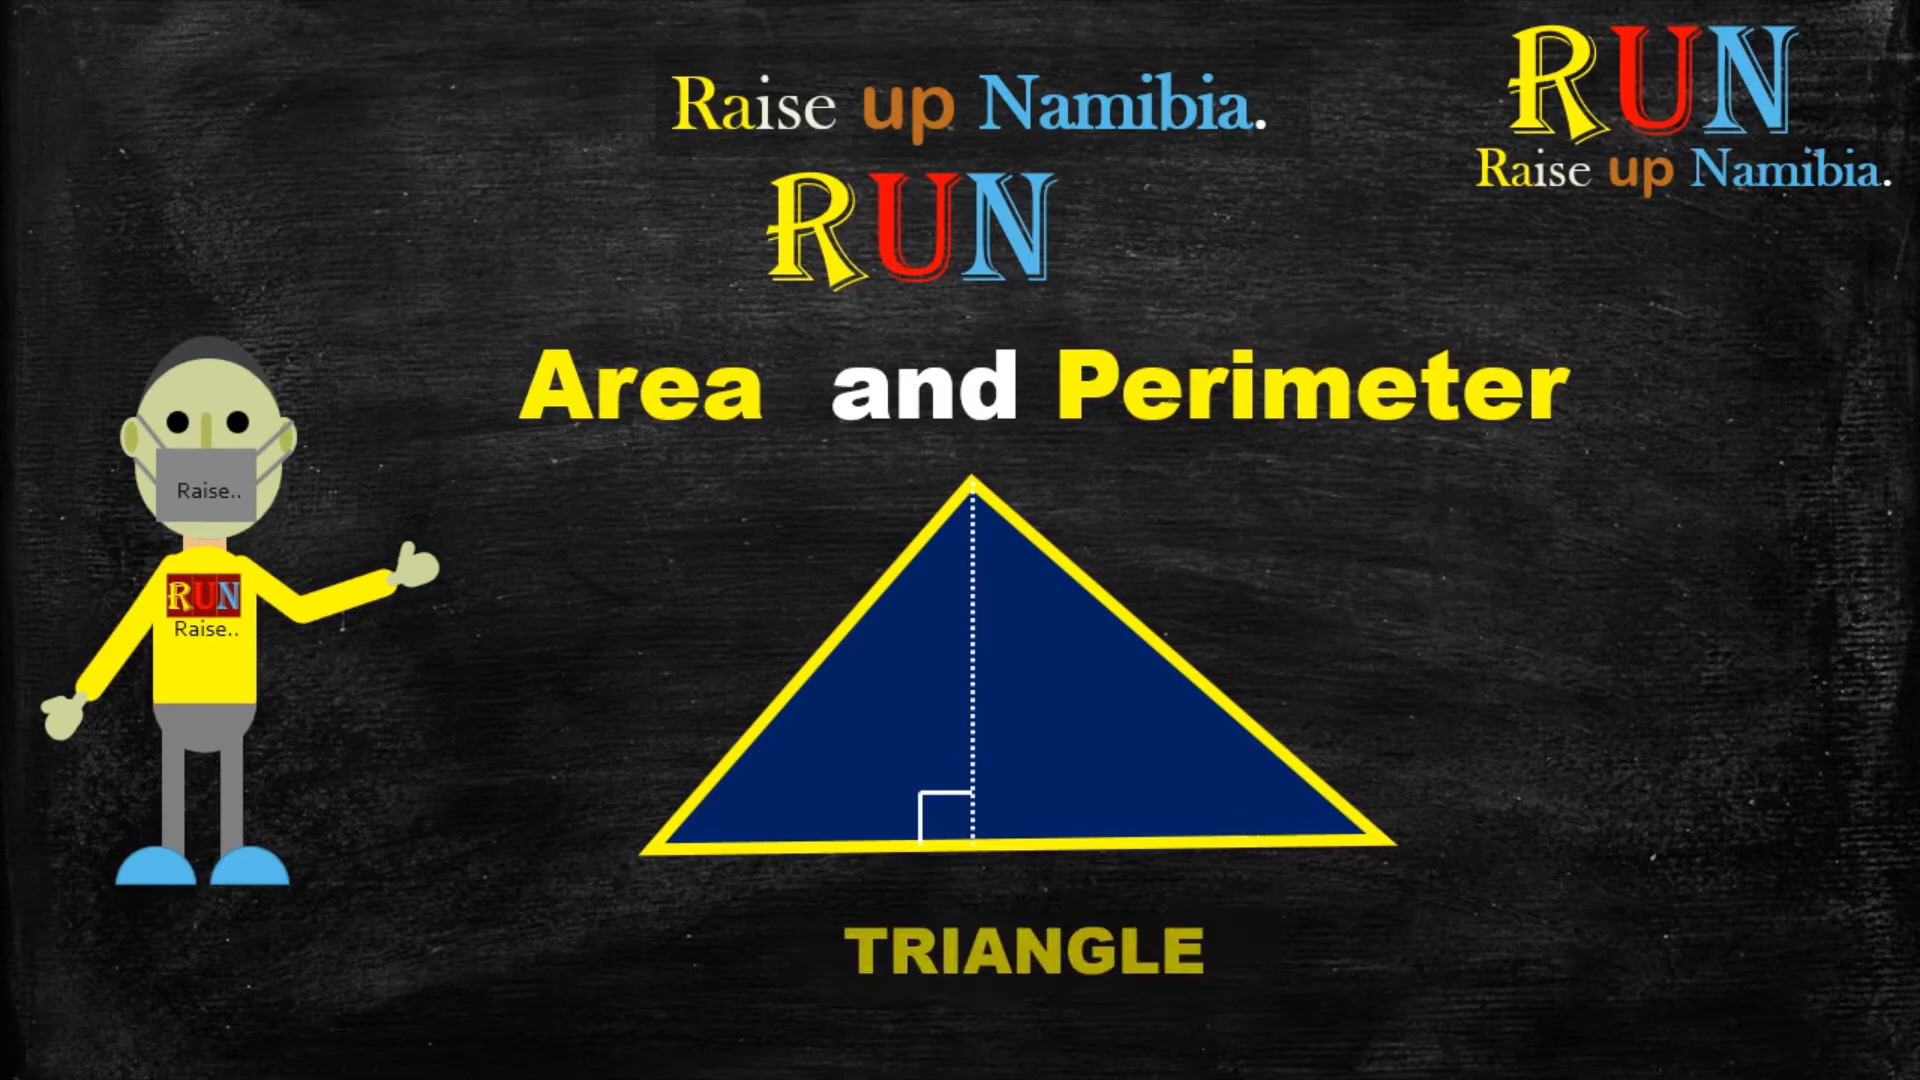 Raise up Namibia.
RUN
RUN
Raise up Namibia.
Area and Perimeter
Raise..
RUN
Raise..
TRIANGLE